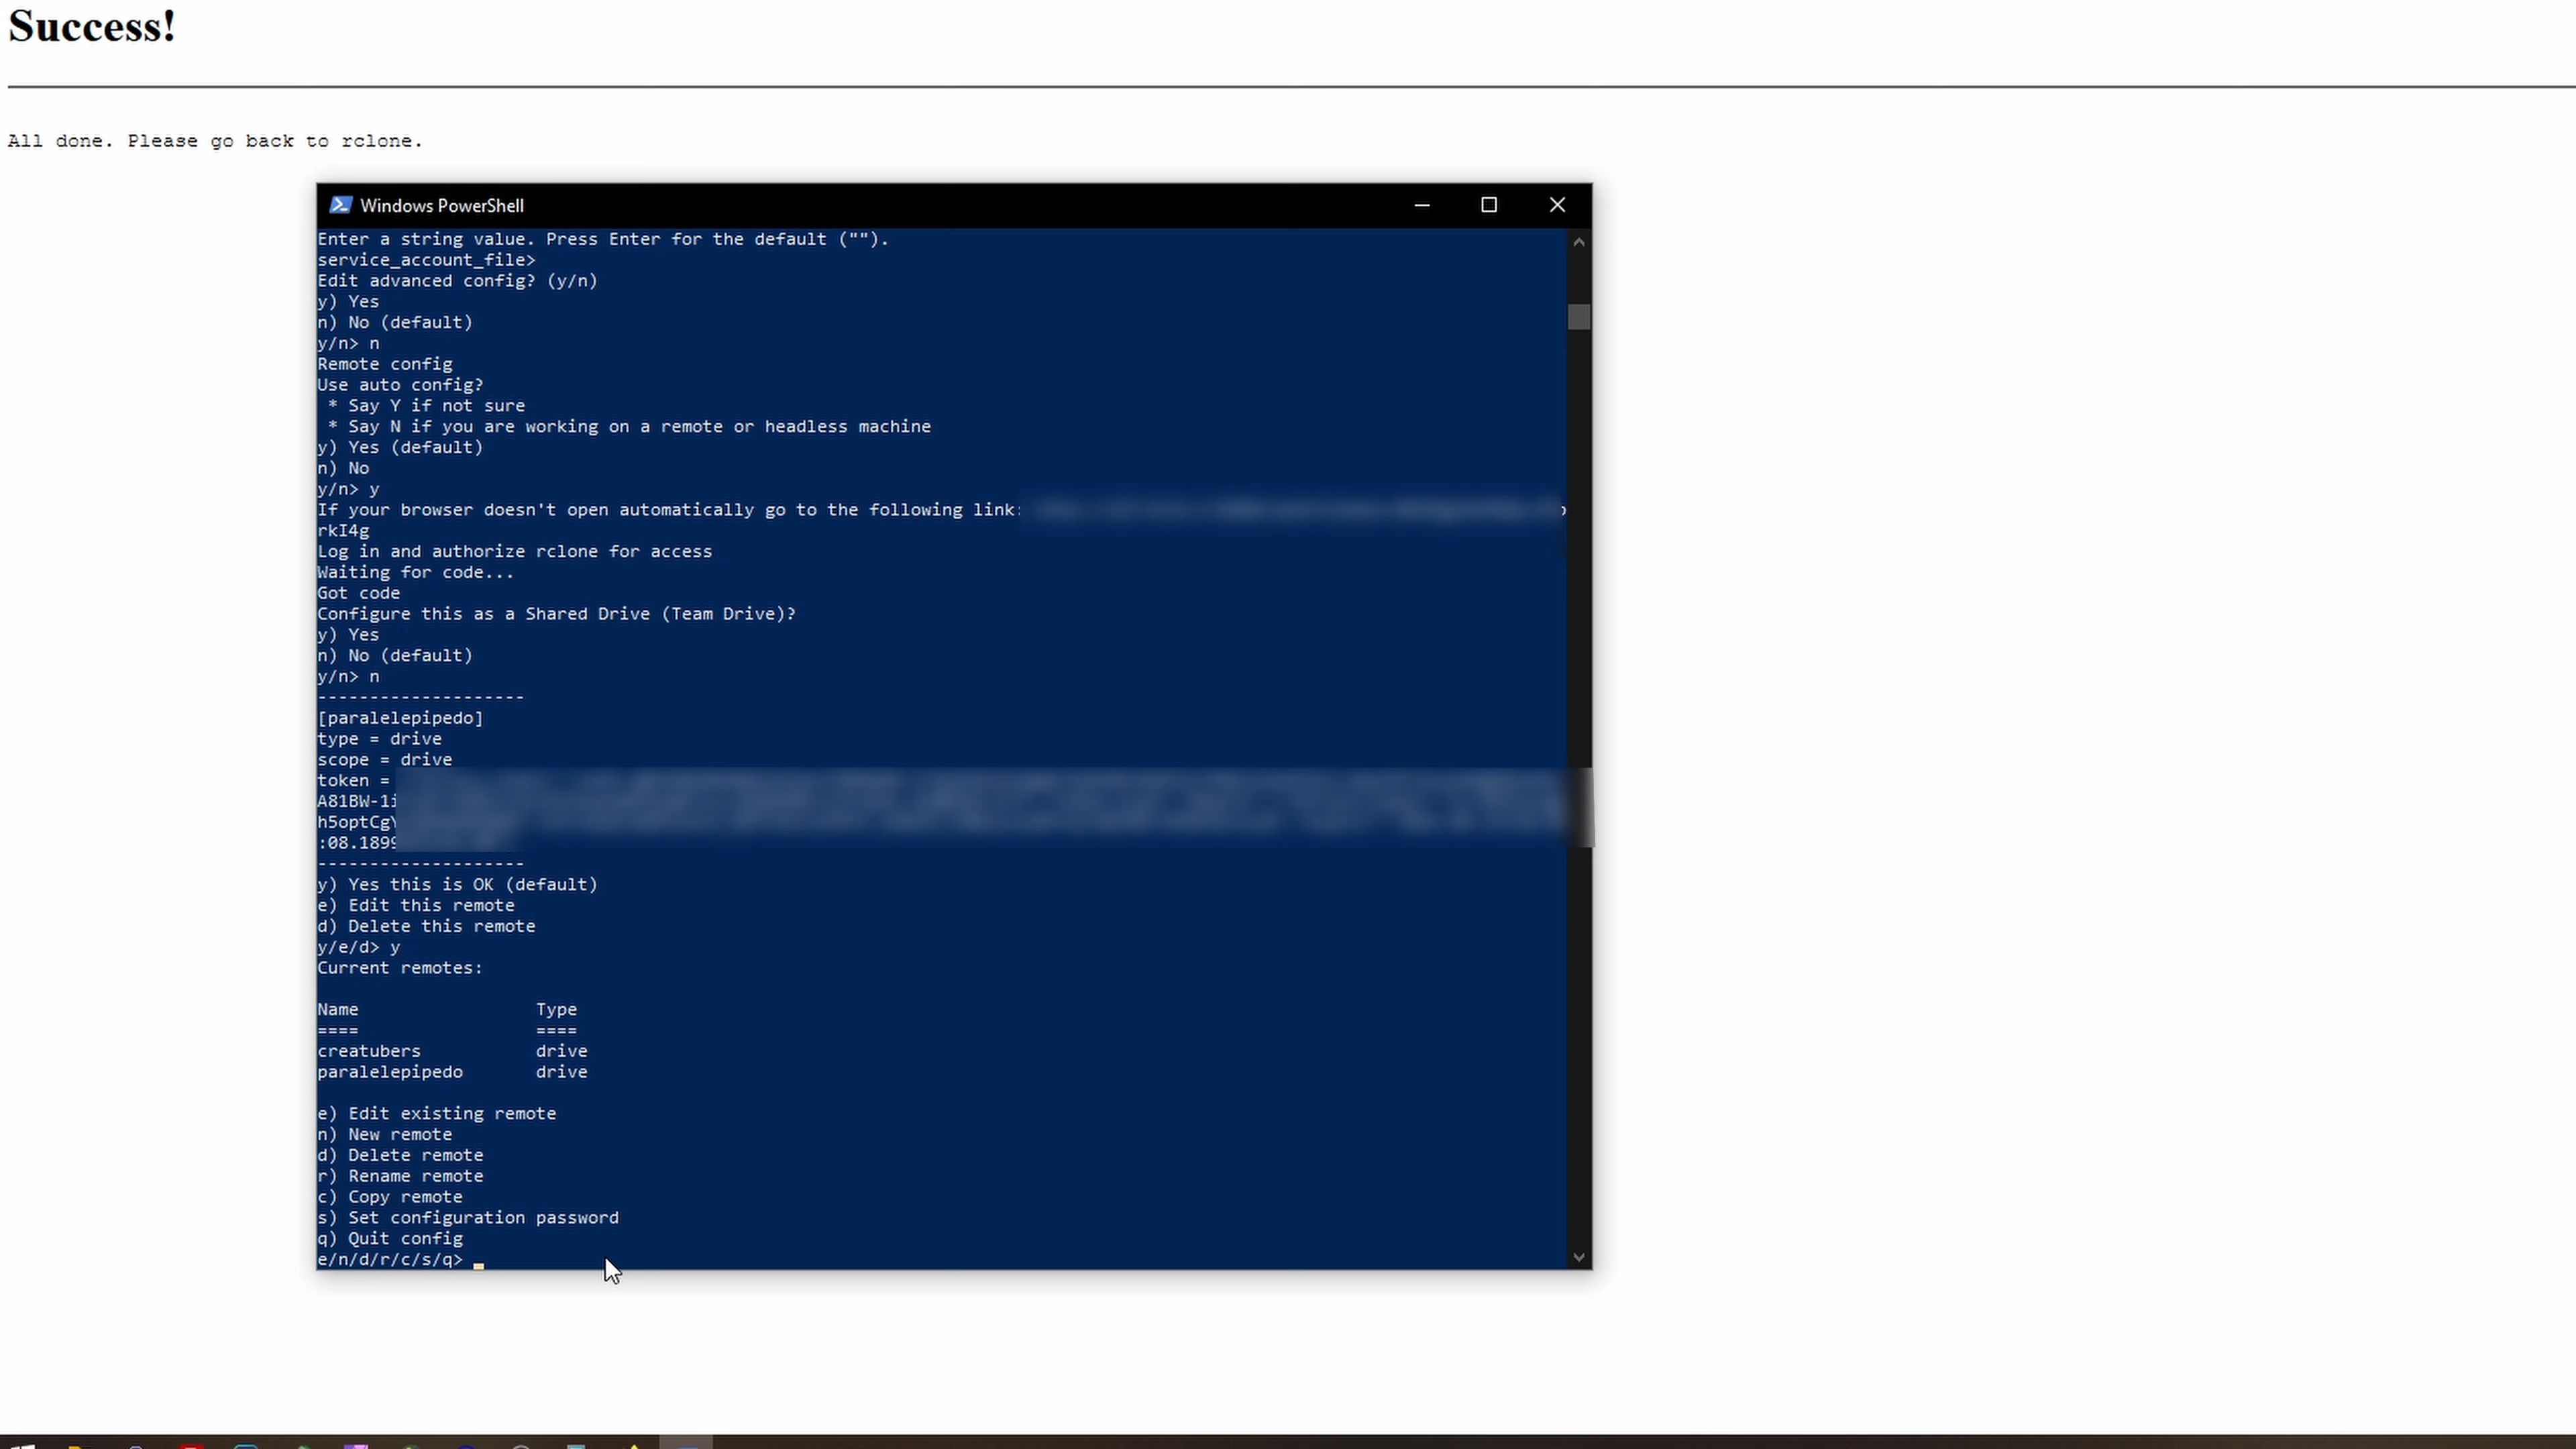 Success!
All done. Please go back to rclone.
Windows PowerShell
Enter a string value. Press Enter for the default ("").
service_account_file>
Edit advanced config? (y/n)
y) Yes
n) No (default)
y/n> n
Remote config
Use auto config?
 * Say Y if not sure
 * Say N if you are working on a remote or headless machine
y) Yes (default)
n) No
y/n> y
If your browser doesn't open automatically go to the following link:
rkI4g
Log in and authorize rclone for access
Waiting for code...
Got code
Configure this as a Shared Drive (Team Drive)?
y) Yes
n) No (default)
y/n> n
--------------------
[paralelepipedo]
type = drive
scope = drive
token =
A81BW-1i
h5optCgY
:08.1899
--------------------
y) Yes this is OK (default)
e) Edit this remote
d) Delete this remote
y/e/d> y
Current remotes:
Name Type
==== ====
creatubers drive
paralelepipedo drive
e) Edit existing remote
n) New remote
d) Delete remote
r) Rename remote
c) Copy remote
s) Set configuration password
q) Quit config
e/n/d/r/c/s/q>